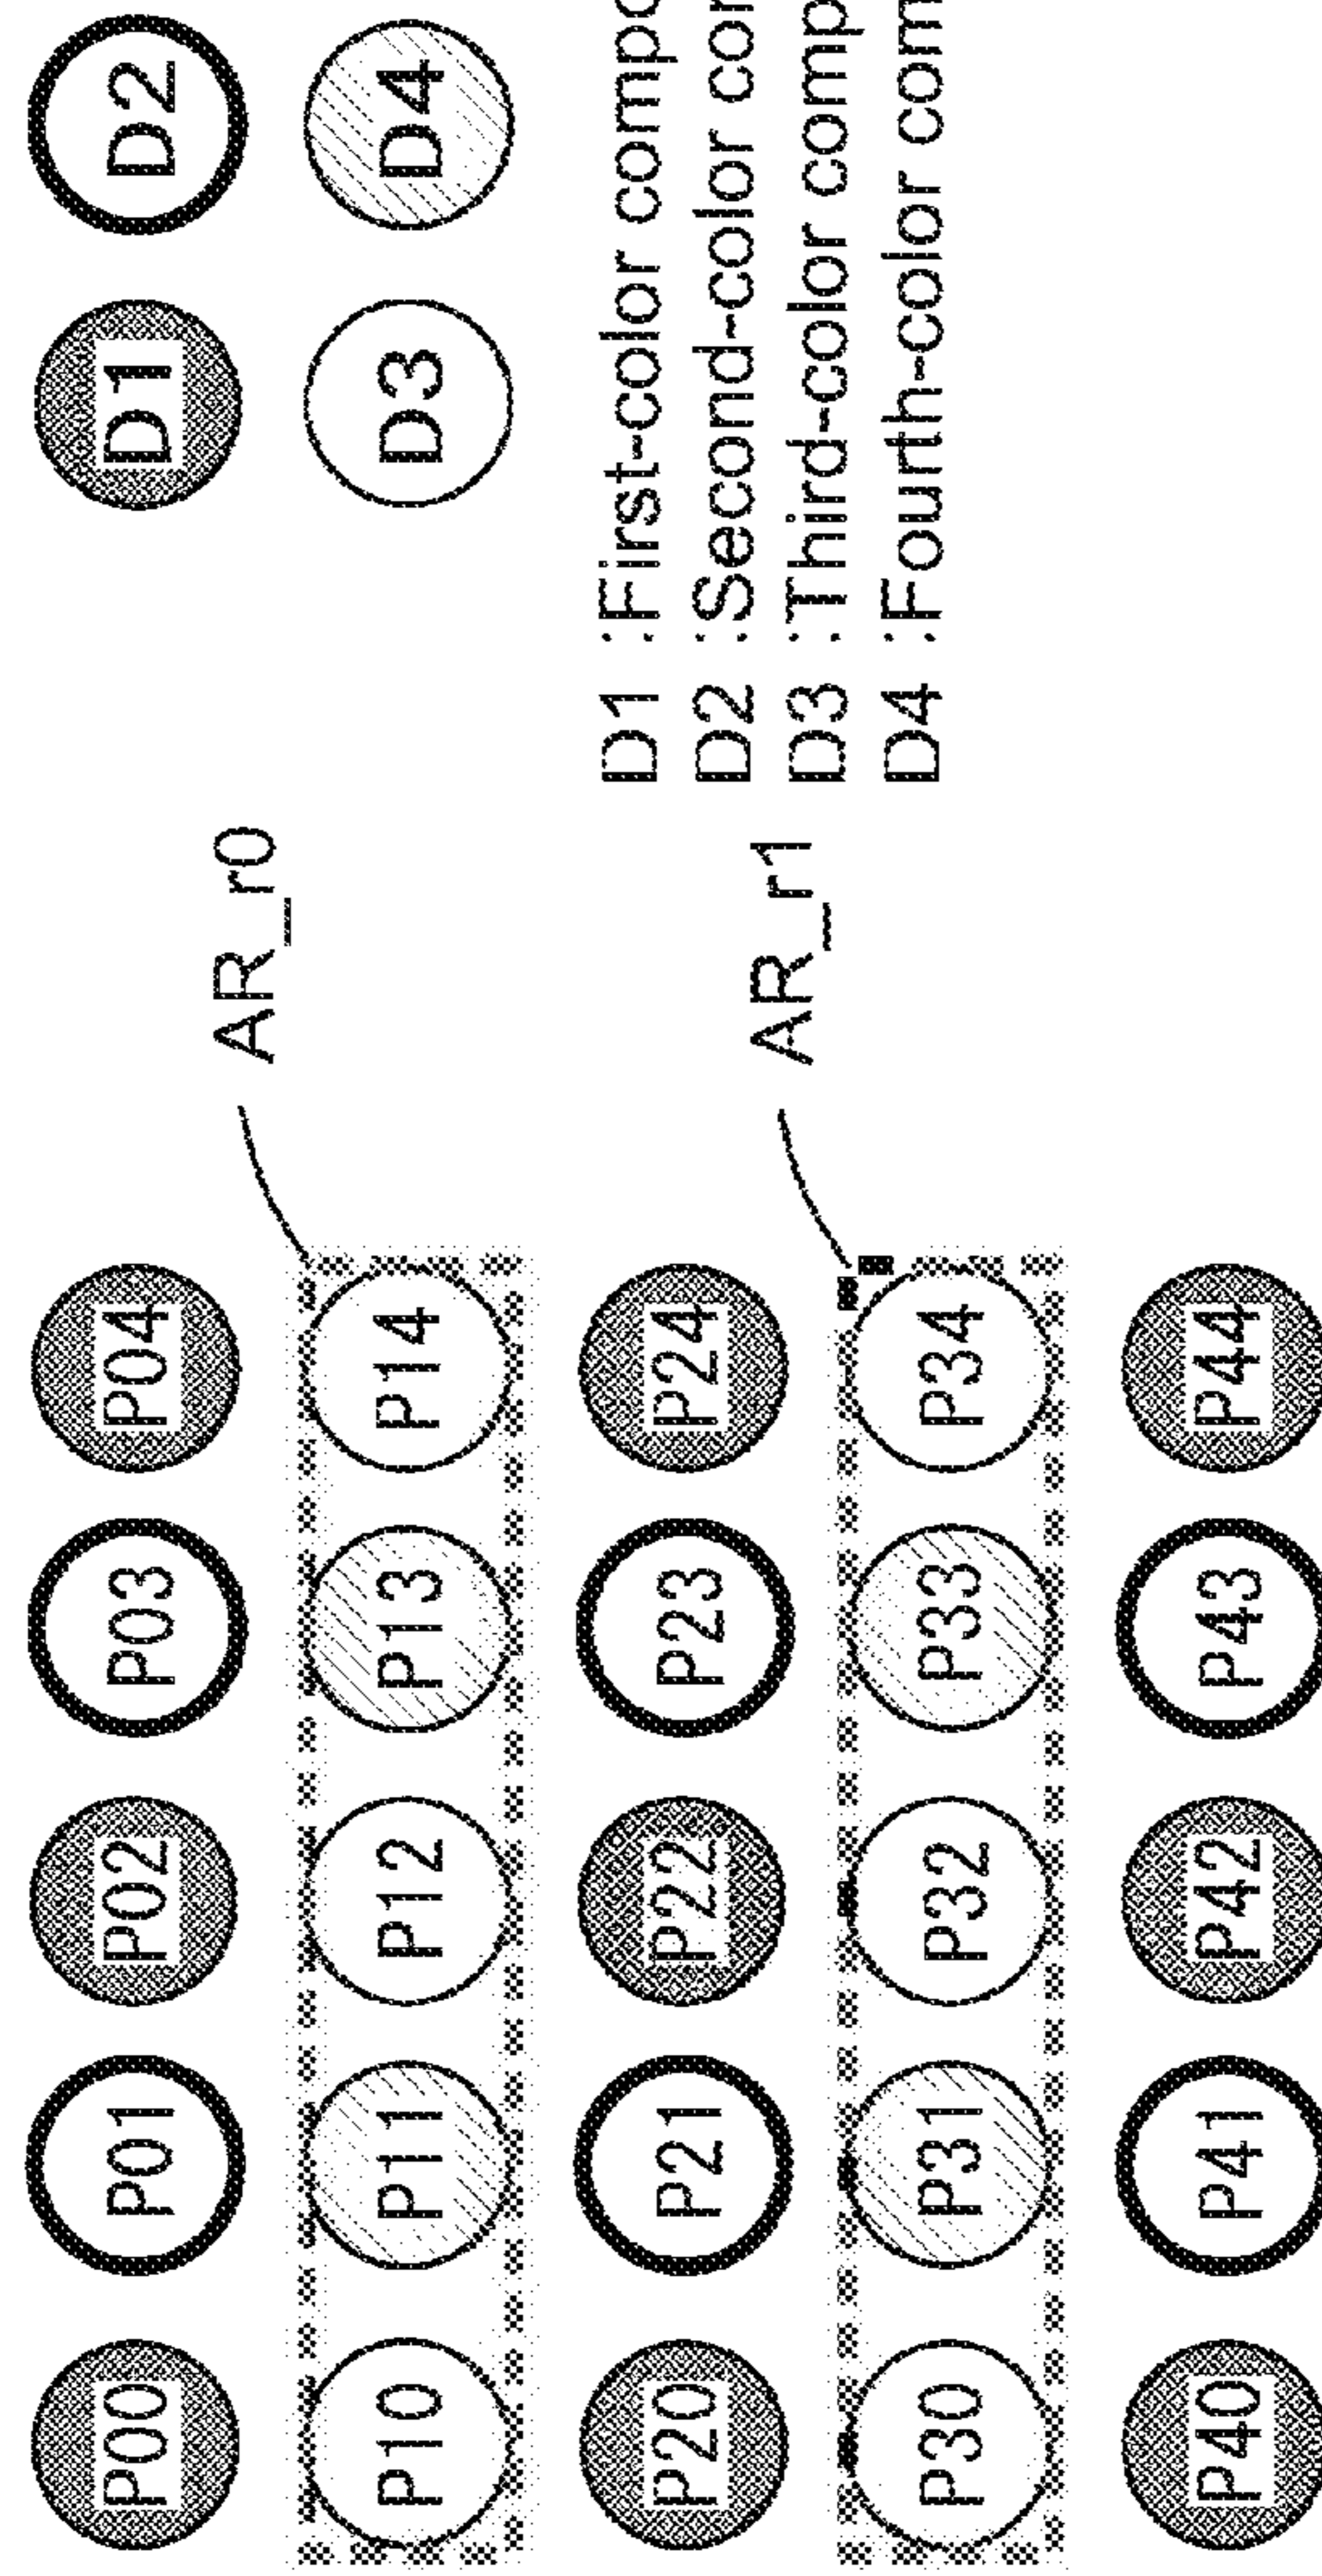 P00 P01 P02 P03 P04
D1 D2
AR_r0
P10 P11 P12 P13 P14
D3 D4
P20 P21 P22 P23 P24
D1 :First-color compo
D2 :Second-color
D3 :Third-color comp
D4 :Fourth-color com
AR_r1
P30 P31 P32 P33 P34
P40 P41 P42 P43 P44